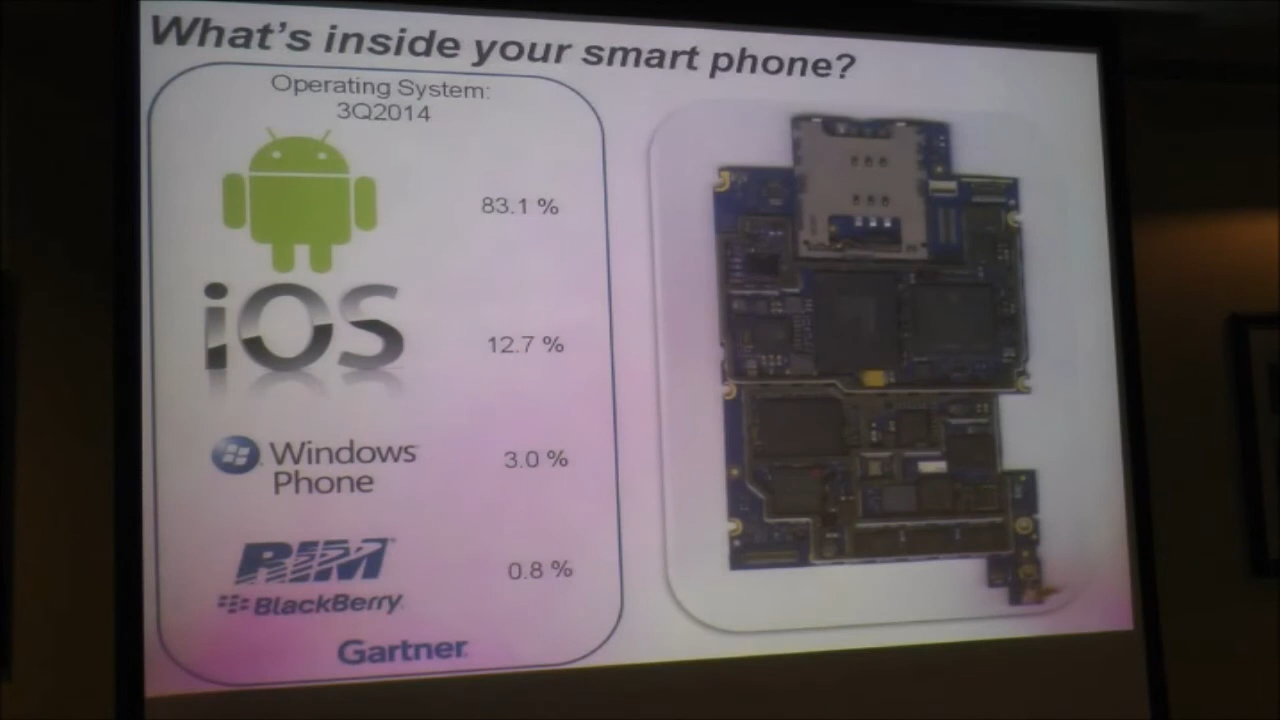 What's inside your smart phone?
Operating System:
3Q2014
83.1 %
iOS
12.7 %
Windows
Phone
3.0 %
RIM
BlackBerry
0.8 %
Gartner